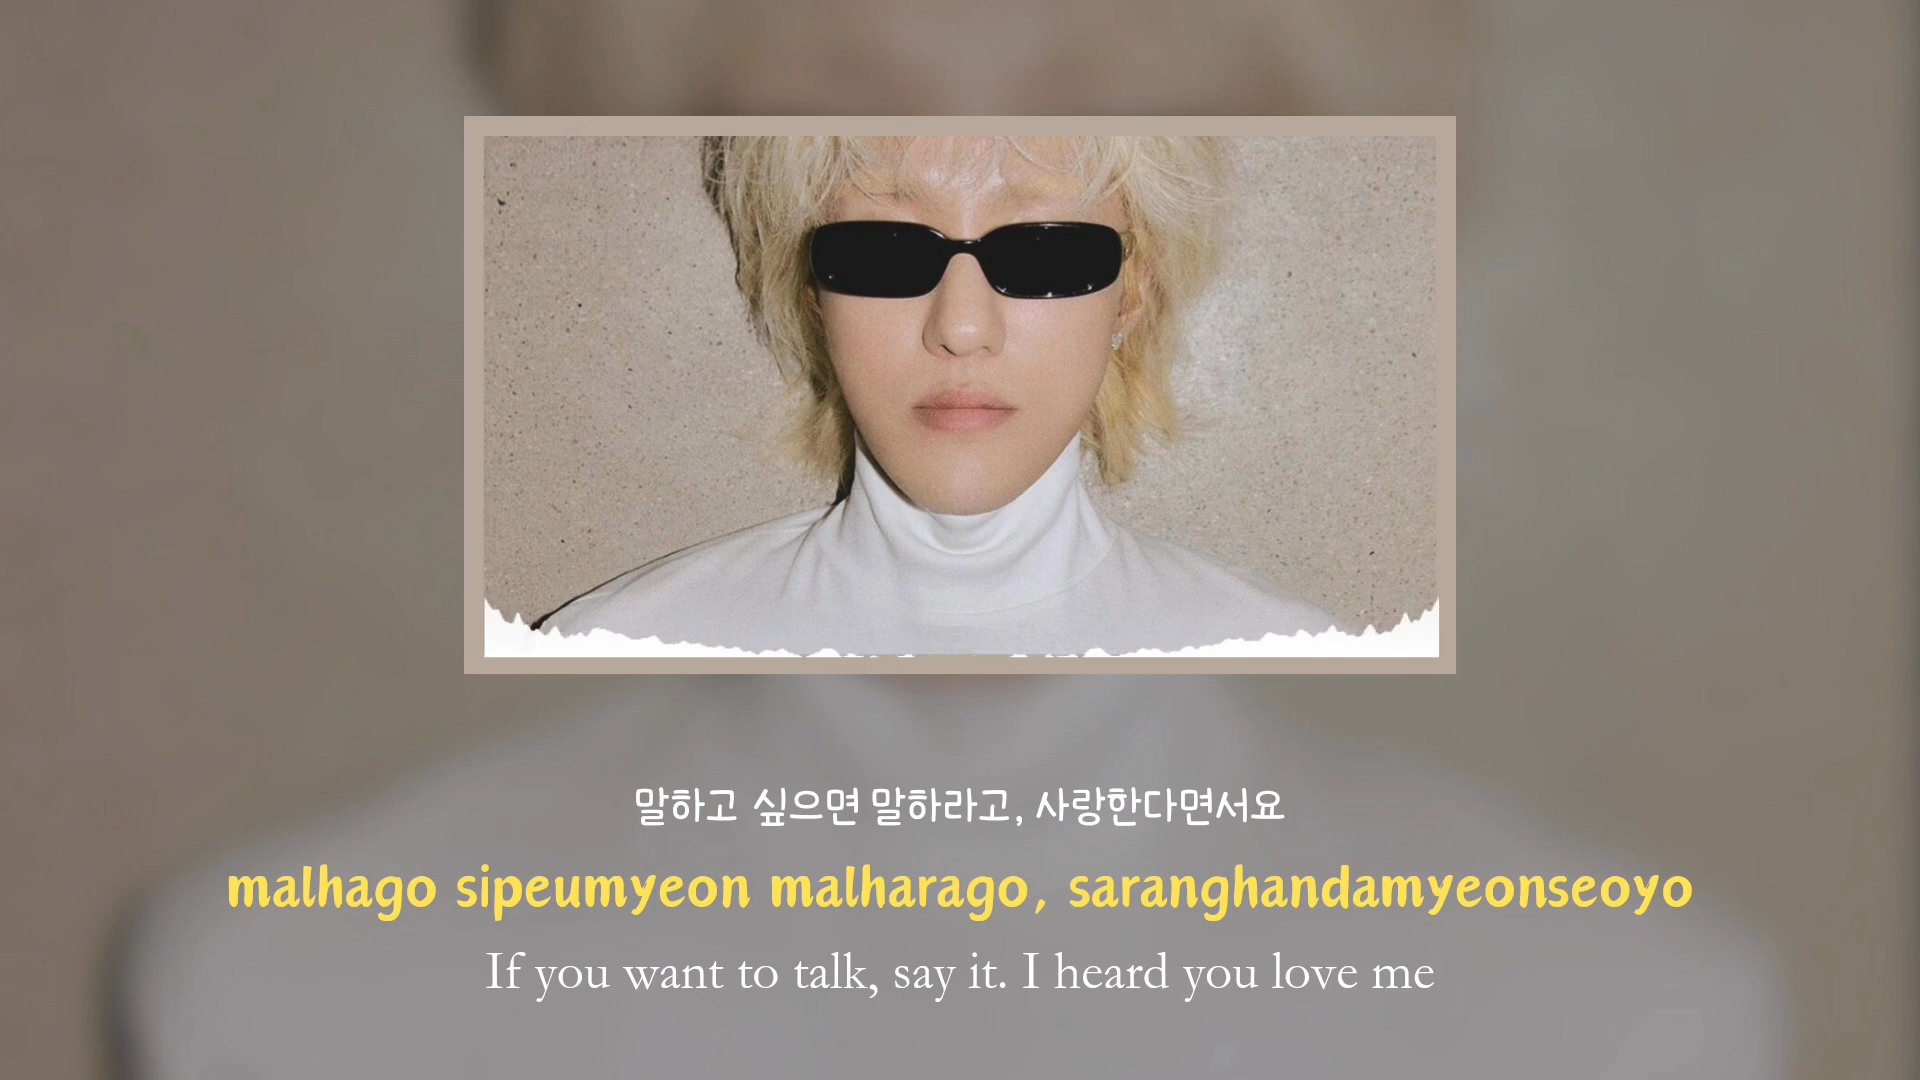 말하고 싶으면 말하라고, 사랑한다면서요
malhago sipeumyeon malharago, saranghandamyeonseoyo
If you want to talk, say it. I heard you love me